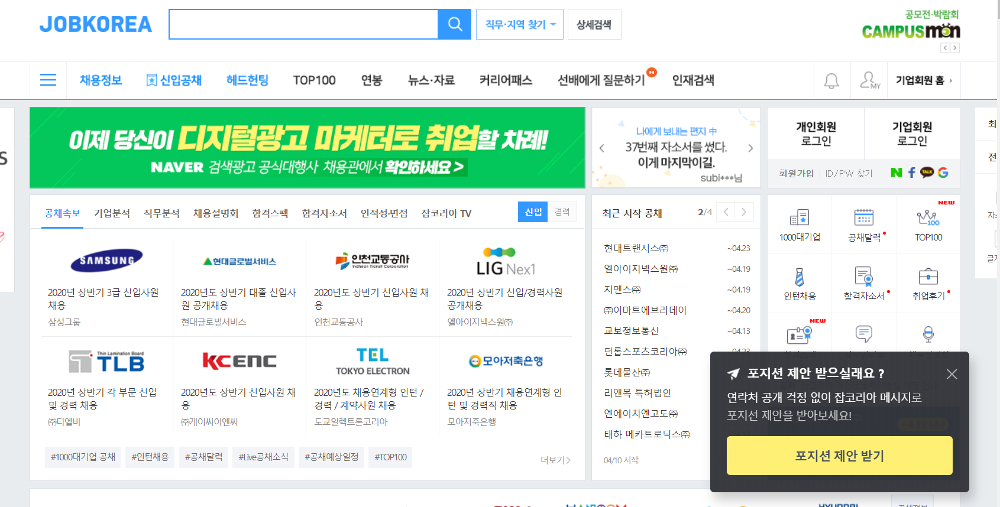 JOBKOREA
직무·지역 찾기
상세검색
공모전·박람회
CAMPUSmon
채용정보
신입공채
헤드헌팅
TOP100
연봉
뉴스·자료
커리어패스
선배에게 질문하기
N
인재검색
MY
기업회원 홈
이제 당신이 디지털광고 마케터로 취업할 차례!
NAVER 검색광고 공식대행사 채용관에서 확인하세요 >
나에게 보내는 편지 中
37번째 자소서를 썼다.
이게 마지막이길.
subi***님
개인회원
로그인
기업회원
로그인
회원가입
ID/PW 찾기
N f TALK G
S
최
전
공채속보
기업분석
직무분석
채용설명회
합격스펙
합격자소서
인적성·면접
잡코리아 TV
신입
경력
SAMSUNG
2020년 상반기 3급 신입사원
채용
삼성그룹
현대글로벌서비스
2020년도 상반기 대졸 신입사
원 공개채용
현대글로벌서비스
인천교통공사
Incheon Transit Corporation
2020년도 상반기 신입사원 채
용
인천교통공사
LIG Nex1
2020년 상반기 신입/경력사원
공개채용
엘아이지넥스원㈜
Thin Lamination Board
TLB
2020년 상반기 각 부문 신입
및 경력 채용
㈜티엘비
KCENC
2020년도 상반기 신입사원 채
용
㈜케이씨이앤씨
TEL
TOKYO ELECTRON
2020년도 채용연계형 인턴 /
경력 / 계약사원 채용
도쿄일렉트론코리아
모아저축은행
2020년 상반기 채용연계형 인
턴 및 경력직 채용
모아저축은행
#1000대기업 공채
#인턴채용
#공채달력
#Live공채소식
#공채예상일정
#TOP100
더보기
최근 시작 공채
2/4
현대트랜시스㈜ ~04.23
엘아이지넥스원㈜ ~04.19
지멘스㈜ ~04.19
㈜이마트에브리데이 ~04.20
교보정보통신 ~04.13
던롭스포츠코리아㈜ ~04.23
롯데물산㈜
리앤목 특허법인
엔에이치엔고도㈜
태하 메카트로닉스㈜
04/10 시작
1000대기업
공채달력
NEW
100
TOP100
인턴채용
합격자소서
취업후기
NEW
포지션 제안 받으실래요 ?
연락처 공개 걱정 없이 잡코리아 메시지로
포지션 제안을 받아보세요!
포지션 제안 받기